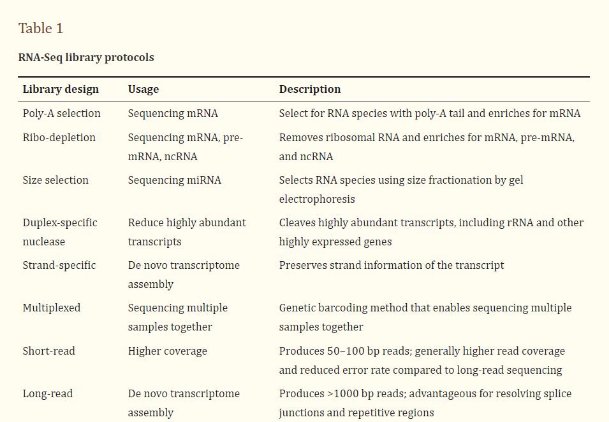 Table 1
RNA-Seq library protocols
Library design Usage Description
Poly-A selection Sequencing mRNA Select for RNA species with poly-A tail and enriches for mRNA
Ribo-depletion Sequencing mRNA, pre- Removes ribosomal RNA and enriches for mRNA, pre-mRNA,
mRNA, ncRNA and ncRNA
Size selection Sequencing miRNA Selects RNA species using size fractionation by gel
electrophoresis
Duplex-specific Reduce highly abundant Cleaves highly abundant transcripts, including rRNA and other
nuclease transcripts highly expressed genes
Strand-specific De novo transcriptome Preserves strand information of the transcript
assembly
Multiplexed Sequencing multiple Genetic barcoding method that enables sequencing multiple
samples together samples together
Short-read Higher coverage Produces 50–100 bp reads; generally higher read coverage
and reduced error rate compared to long-read sequencing
Long-read De novo transcriptome Produces >1000 bp reads; advantageous for resolving splice
assembly junctions and repetitive regions